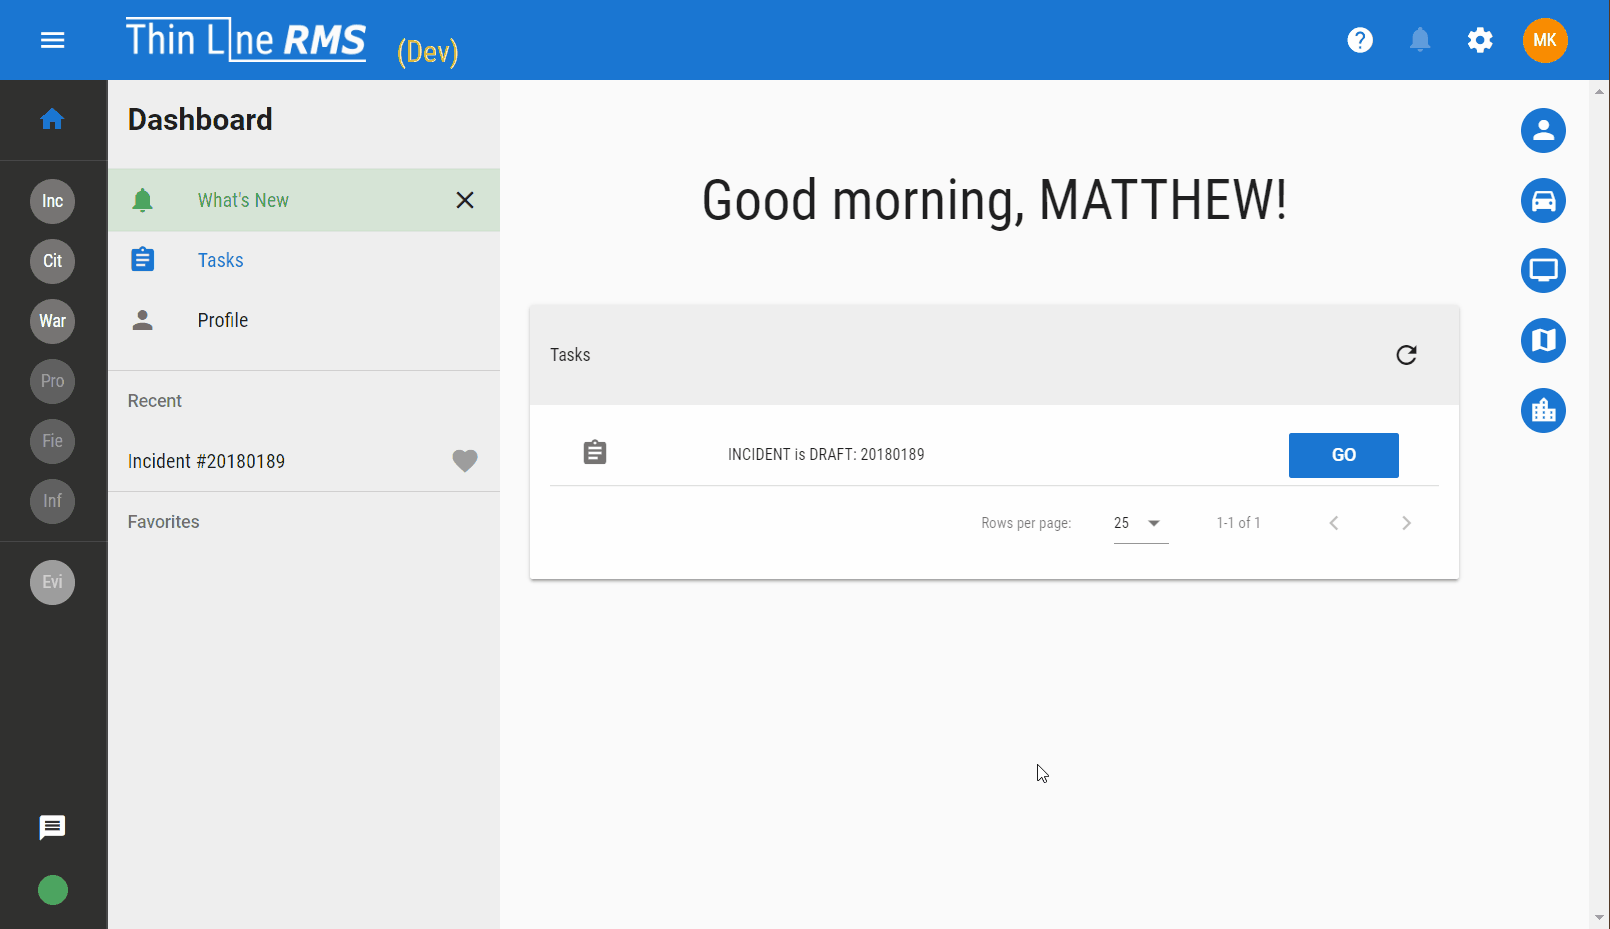 Thin Line RMS
(Dev)
?
MK
Dashboard
Inc
What's New
Cit
Tasks
War
Profile
Pro
Recent
Fie
Incident #20180189
Inf
Favorites
Evi
Good morning, MATTHEW!
Tasks
INCIDENT is DRAFT: 20180189
GO
Rows per page:
25
1-1 of 1